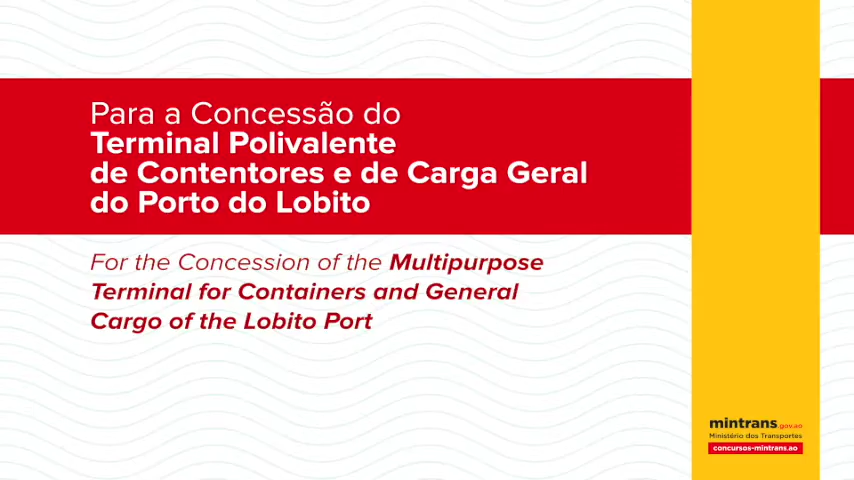 Para a Concessão do
Terminal Polivalente
de Contentores e de Carga Geral
do Porto do Lobito
For the Concession of the Multipurpose
Terminal for Containers and General
Cargo of the Lobito Port
mintrans.gov.ao
Ministério dos Transportes
concursos-mintrans.ao